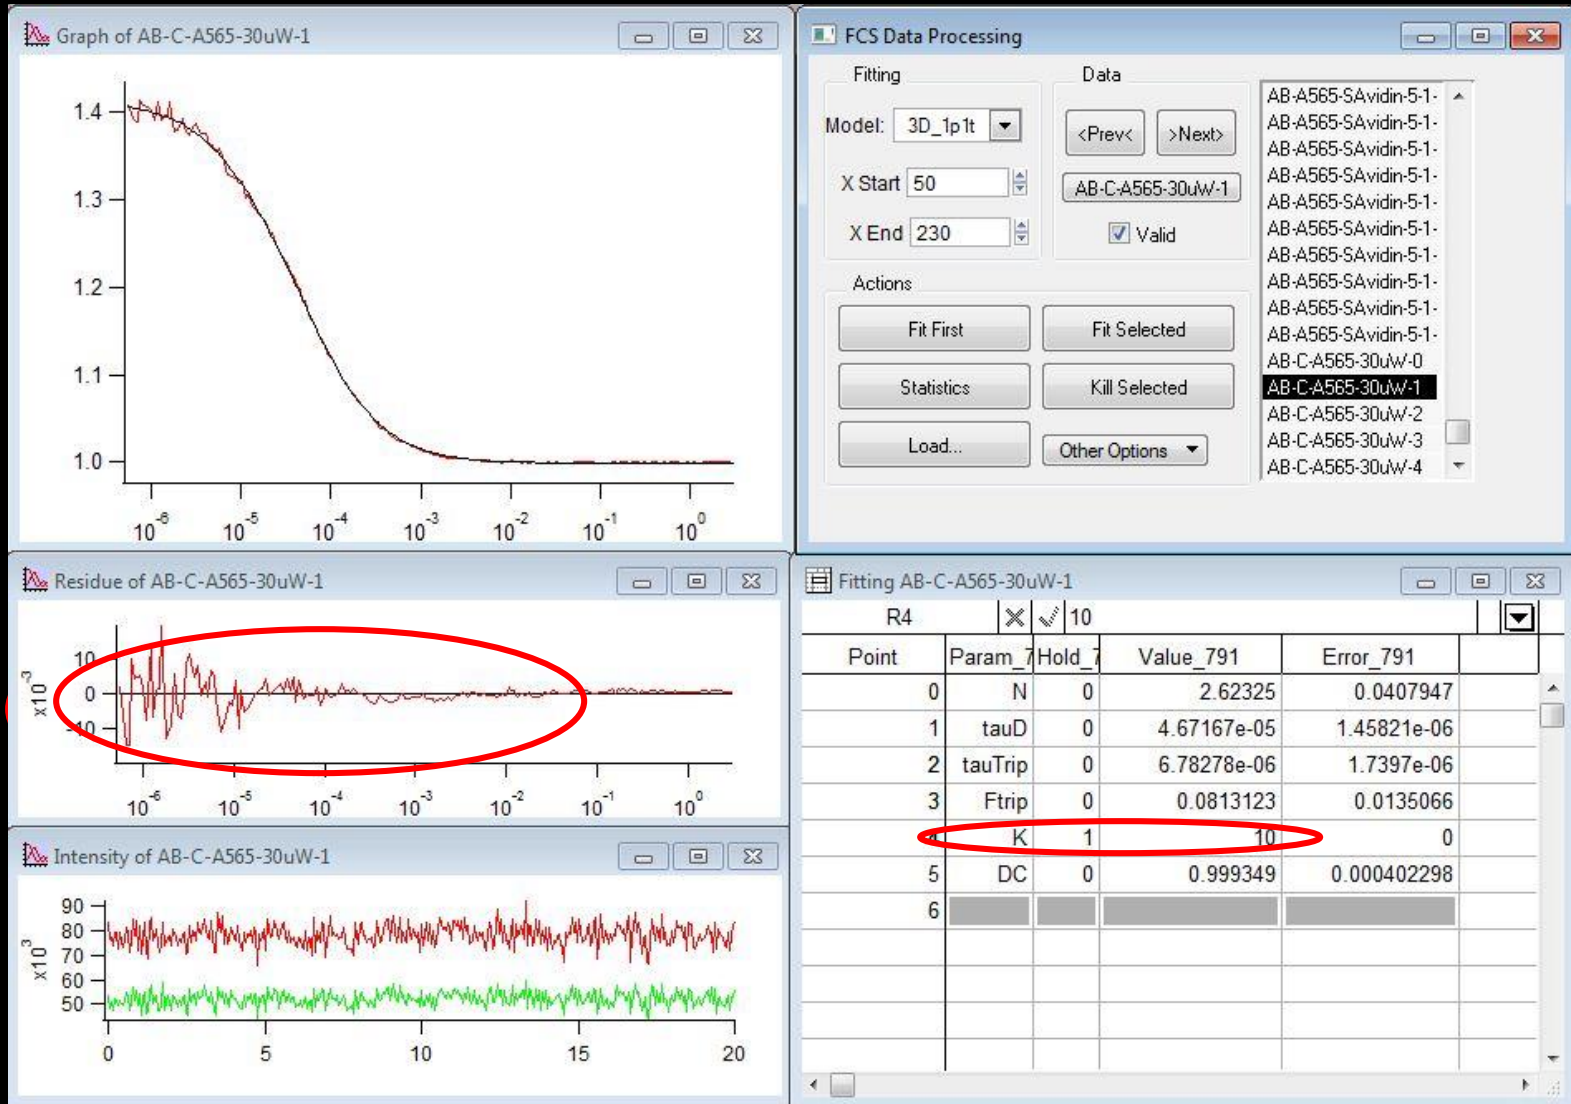 Graph of AB-C-A565-30uW-1
1.4
1.3
1.2
1.1
1.0
10^-6 10^-5 10^-4 10^-3 10^-2 10^-1 10^0
FCS Data Processing
Fitting
Model: 3D_1p1t
X Start 50
X End 230
Data
<Prev< >Next>
AB-C-A565-30uW-1
Valid
Actions
Fit First Fit Selected
Statistics Kill Selected
Load... Other Options
AB-A565-SAvidin-5-1-
AB-A565-SAvidin-5-1-
AB-A565-SAvidin-5-1-
AB-A565-SAvidin-5-1-
AB-A565-SAvidin-5-1-
AB-A565-SAvidin-5-1-
AB-A565-SAvidin-5-1-
AB-A565-SAvidin-5-1-
AB-A565-SAvidin-5-1-
AB-A565-SAvidin-5-1-
AB-C-A565-30uW-0
AB-C-A565-30uW-1
AB-C-A565-30uW-2
AB-C-A565-30uW-3
AB-C-A565-30uW-4
Residue of AB-C-A565-30uW-1
x10^-3
10
0
-10
10^-6 10^-5 10^-4 10^-3 10^-2 10^-1 10^0
Intensity of AB-C-A565-30uW-1
x10^3
90
80
70
60
50
0 5 10 15 20
Fitting AB-C-A565-30uW-1
R4 10
Point Param_7 Hold_7 Value_791 Error_791
0 N 0 2.62325 0.0407947
1 tauD 0 4.67167e-05 1.45821e-06
2 tauTrip 0 6.78278e-06 1.7397e-06
3 Ftrip 0 0.0813123 0.0135066
4 K 1 10 0
5 DC 0 0.999349 0.000402298
6